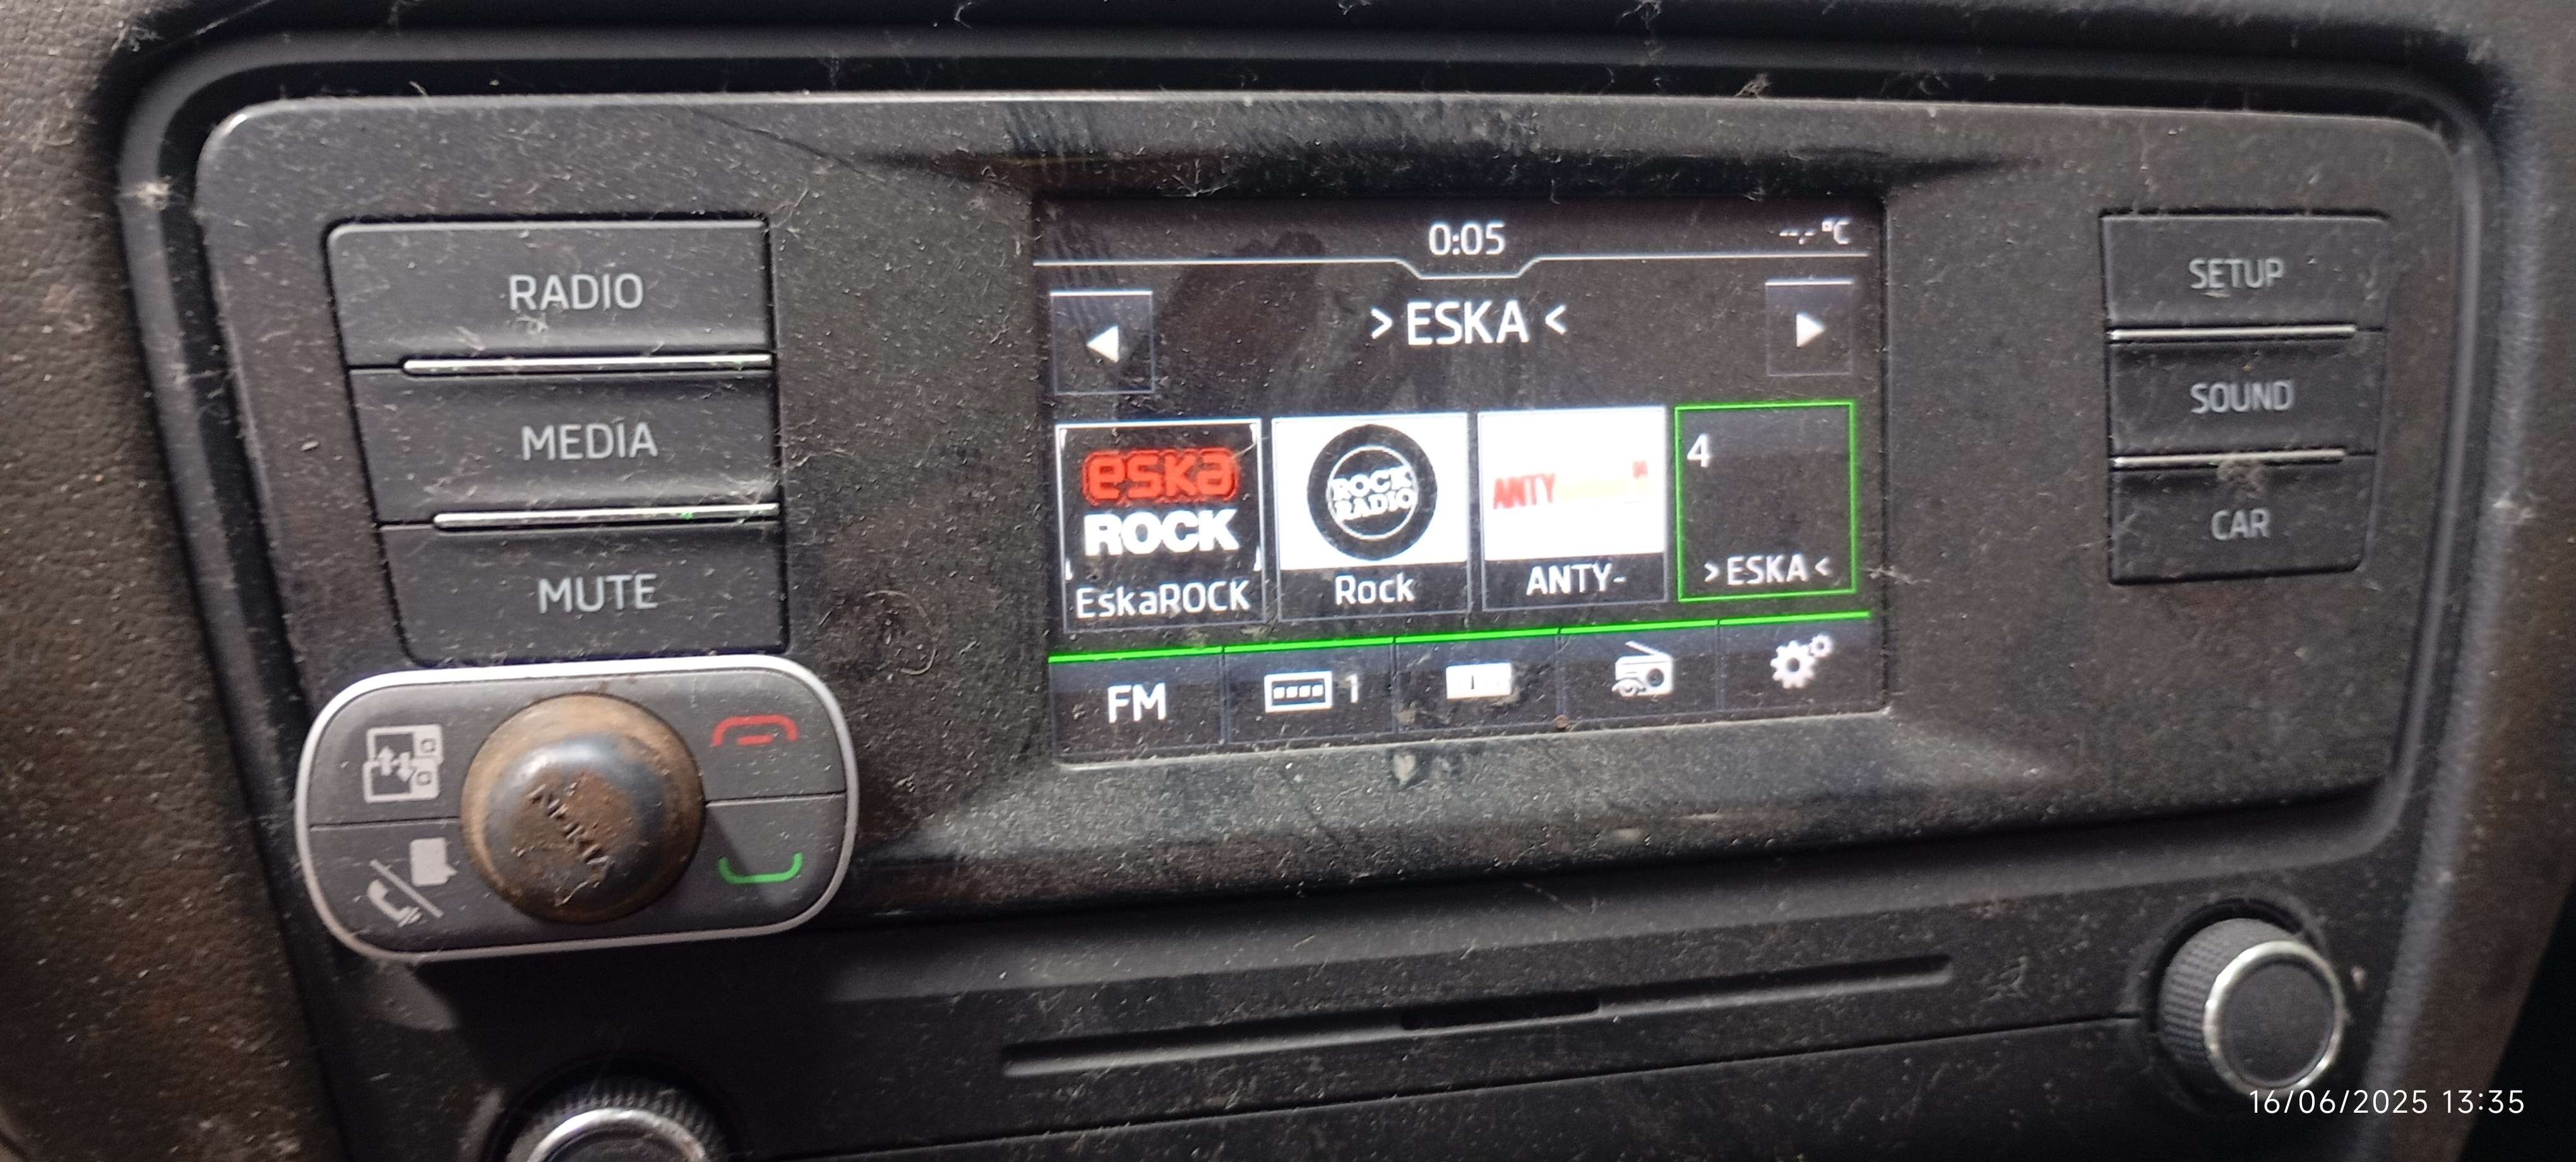 RADIO
MEDIA
MUTE
0:05
--.- °C
> ESKA <
eska
ROCK
EskaROCK
ROCK
RADIO
Rock
ANTY
ANTY-
4
>ESKA<
FM
1
SETUP
SOUND
CAR
NOKIA
16/06/2025 13:35